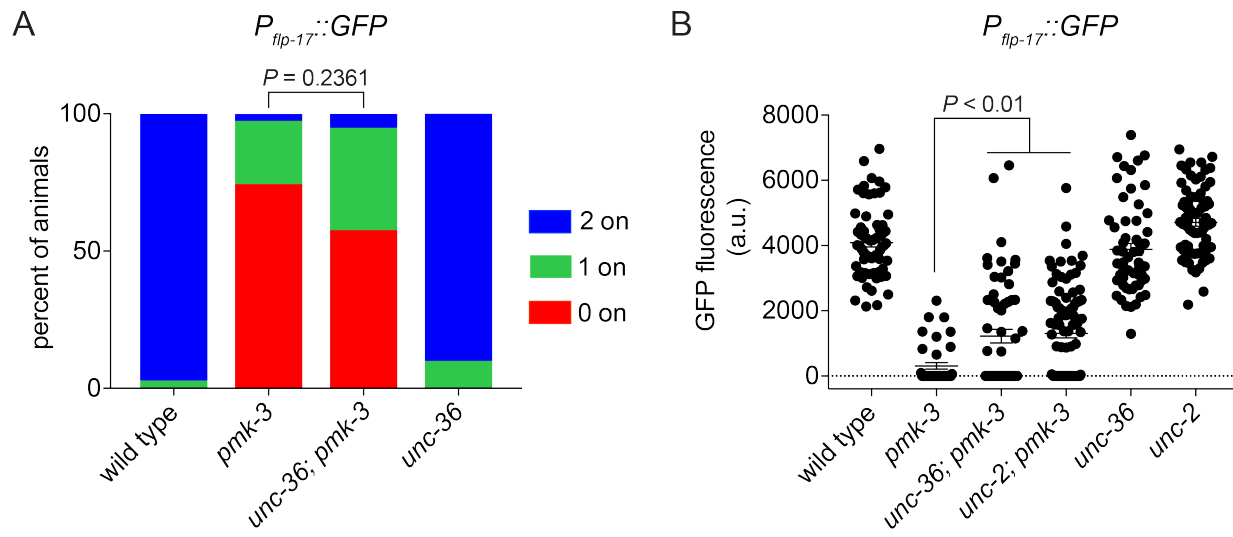 A
P flp-17::GFP
P = 0.2361
100
50
0
percent of animals
wild type
pmk-3
unc-36; pmk-3
unc-36
2 on
1 on
0 on
B
P flp-17::GFP
P < 0.01
8000
6000
4000
2000
0
GFP fluorescence
(a.u.)
wild type
pmk-3
unc-36; pmk-3
unc-2; pmk-3
unc-36
unc-2